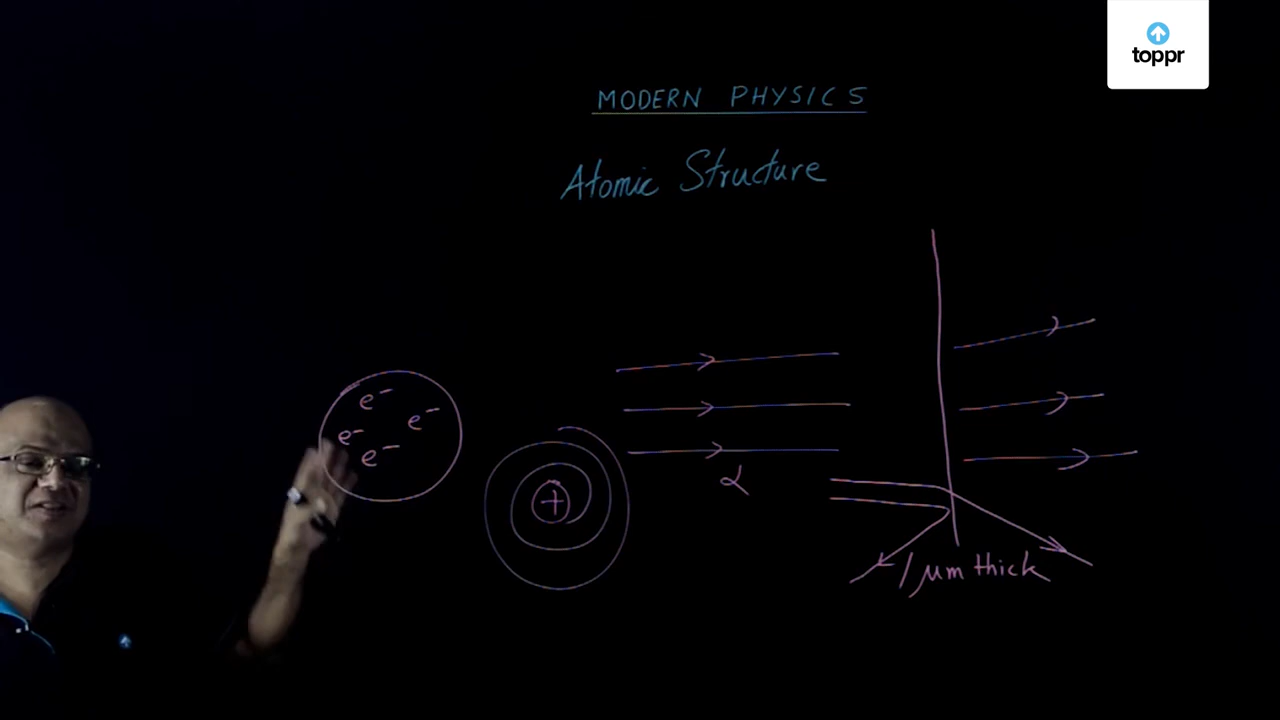 toppr
MODERN PHYSICS
Atomic Structure
e⁻
e⁻
e⁻
e⁻
+
α
1 μm thick